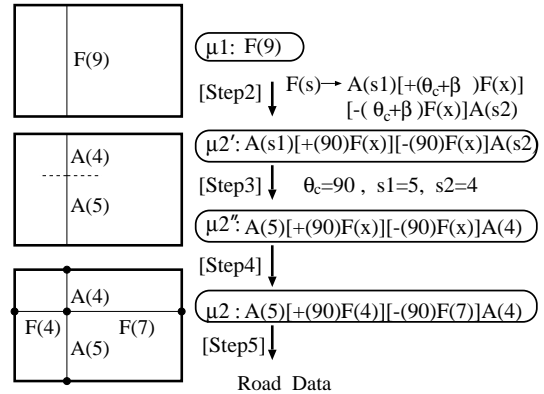 F(9)
μ1: F(9)
[Step2]
F(s)→ A(s1)[+(θc+β )F(x)]
[-( θc+β )F(x)]A(s2)
A(4)
A(5)
μ2′: A(s1)[+(90)F(x)][-(90)F(x)]A(s2)
[Step3]
θc=90 , s1=5, s2=4
μ2″: A(5)[+(90)F(x)][-(90)F(x)]A(4)
[Step4]
A(4)
F(4) F(7)
A(5)
μ2 : A(5)[+(90)F(4)][-(90)F(7)]A(4)
[Step5]
Road Data